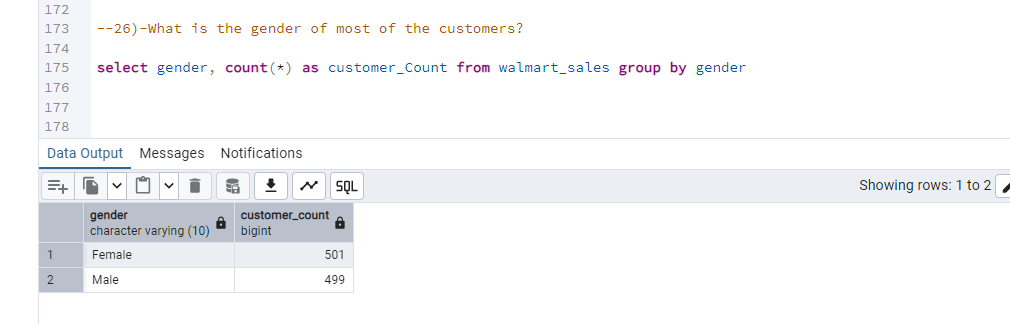 172
173 --26)-What is the gender of most of the customers?
174
175 select gender, count(*) as customer_Count from walmart_sales group by gender
176
177
178
Data Output Messages Notifications
SQL Showing rows: 1 to 2
gender customer_count
character varying (10) bigint
1 Female 501
2 Male 499